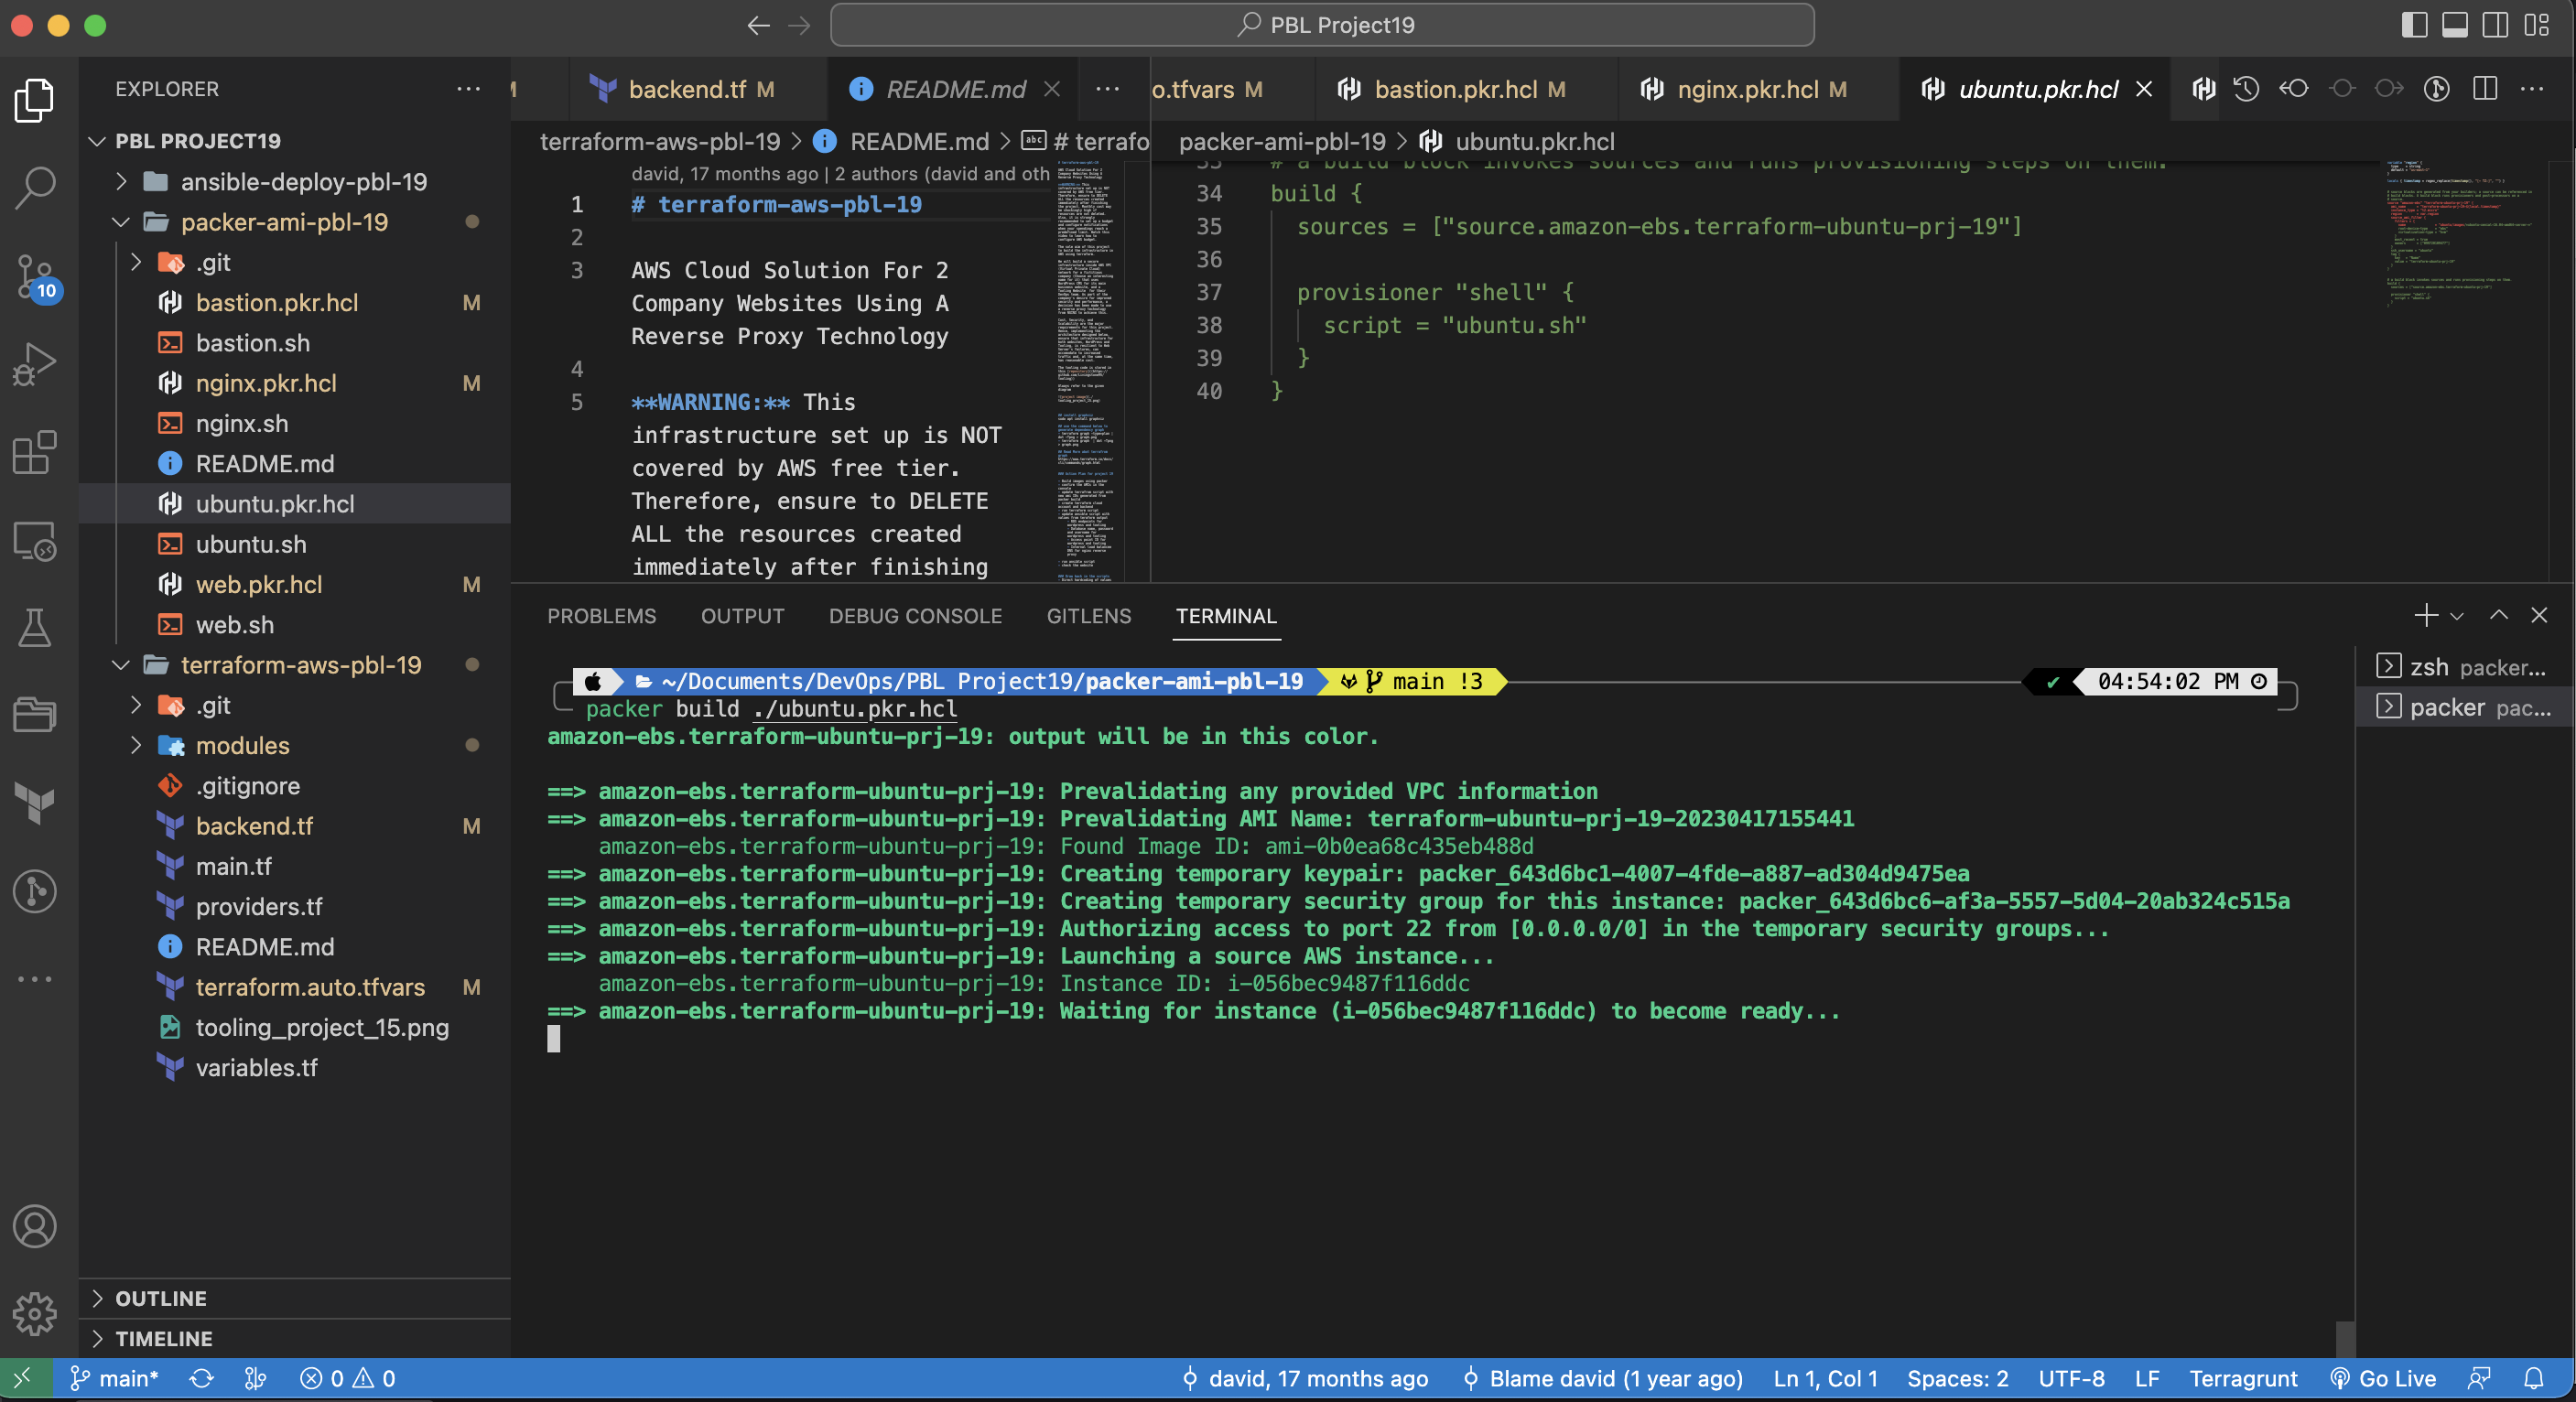 PBL Project19
EXPLORER
PBL PROJECT19
ansible-deploy-pbl-19
packer-ami-pbl-19
.git
bastion.pkr.hcl M
bastion.sh
nginx.pkr.hcl M
nginx.sh
README.md
ubuntu.pkr.hcl
ubuntu.sh
web.pkr.hcl M
web.sh
terraform-aws-pbl-19
.git
modules
.gitignore
backend.tf M
main.tf
providers.tf
README.md
terraform.auto.tfvars M
tooling_project_15.png
variables.tf
OUTLINE
TIMELINE
10
backend.tf M
README.md
terraform-aws-pbl-19 > README.md > # terrafo
david, 17 months ago | 2 authors (david and oth
1 # terraform-aws-pbl-19
2
3 AWS Cloud Solution For 2
Company Websites Using A
Reverse Proxy Technology
4
5 **WARNING:** This
infrastructure set up is NOT
covered by AWS free tier.
Therefore, ensure to DELETE
ALL the resources created
immediately after finishing
o.tfvars M
bastion.pkr.hcl M
nginx.pkr.hcl M
ubuntu.pkr.hcl
packer-ami-pbl-19 > ubuntu.pkr.hcl
33 # a build block invokes sources and runs provisioning steps on them.
34 build {
35 sources = ["source.amazon-ebs.terraform-ubuntu-prj-19"]
36
37 provisioner "shell" {
38 script = "ubuntu.sh"
39 }
40 }
PROBLEMS OUTPUT DEBUG CONSOLE GITLENS TERMINAL
~/Documents/DevOps/PBL Project19/packer-ami-pbl-19 main !3 ✔ 04:54:02 PM
packer build ./ubuntu.pkr.hcl
amazon-ebs.terraform-ubuntu-prj-19: output will be in this color.
==> amazon-ebs.terraform-ubuntu-prj-19: Prevalidating any provided VPC information
==> amazon-ebs.terraform-ubuntu-prj-19: Prevalidating AMI Name: terraform-ubuntu-prj-19-20230417155441
amazon-ebs.terraform-ubuntu-prj-19: Found Image ID: ami-0b0ea68c435eb488d
==> amazon-ebs.terraform-ubuntu-prj-19: Creating temporary keypair: packer_643d6bc1-4007-4fde-a887-ad304d9475ea
==> amazon-ebs.terraform-ubuntu-prj-19: Creating temporary security group for this instance: packer_643d6bc6-af3a-5557-5d04-20ab324c515a
==> amazon-ebs.terraform-ubuntu-prj-19: Authorizing access to port 22 from [0.0.0.0/0] in the temporary security groups...
==> amazon-ebs.terraform-ubuntu-prj-19: Launching a source AWS instance...
amazon-ebs.terraform-ubuntu-prj-19: Instance ID: i-056bec9487f116ddc
==> amazon-ebs.terraform-ubuntu-prj-19: Waiting for instance (i-056bec9487f116ddc) to become ready...
zsh packer...
packer pac...
main* 0 0 david, 17 months ago Blame david (1 year ago) Ln 1, Col 1 Spaces: 2 UTF-8 LF Terragrunt Go Live